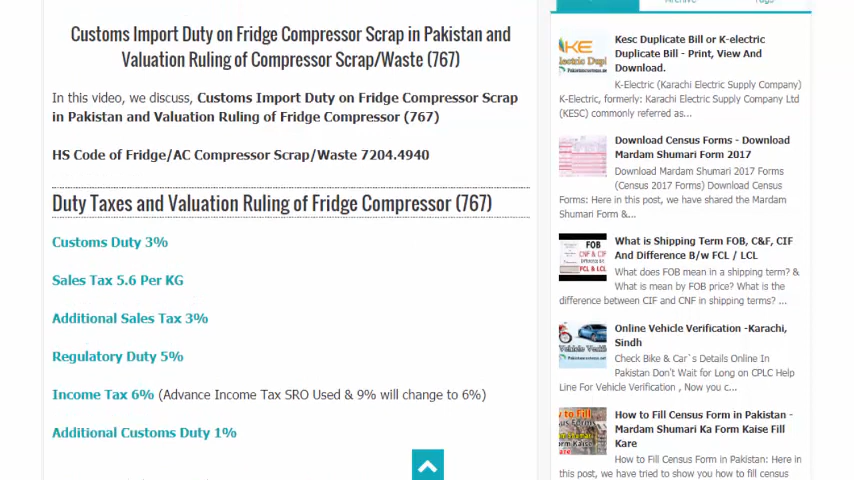 Customs Import Duty on Fridge Compressor Scrap in Pakistan and
Valuation Ruling of Compressor Scrap/Waste (767)
In this video, we discuss, Customs Import Duty on Fridge Compressor Scrap
in Pakistan and Valuation Ruling of Fridge Compressor (767)
HS Code of Fridge/AC Compressor Scrap/Waste 7204.4940
Duty Taxes and Valuation Ruling of Fridge Compressor (767)
Customs Duty 3%
Sales Tax 5.6 Per KG
Additional Sales Tax 3%
Regulatory Duty 5%
Income Tax 6% (Advance Income Tax SRO Used & 9% will change to 6%)
Additional Customs Duty 1%
Kesc Duplicate Bill or K-electric
Duplicate Bill - Print, View And
Download.
K-Electric (Karachi Electric Supply Company)
K-Electric, formerly: Karachi Electric Supply Company Ltd
(KESC) commonly referred as...
Download Census Forms - Download
Mardam Shumari Form 2017
Download Mardam Shumari 2017 Forms
(Census 2017 Forms) Download Census
Forms: Here in this post, we have shared the Mardam
Shumari Form &...
FOB
FCL & LCL
What is Shipping Term FOB, C&F, CIF
And Difference B/w FCL / LCL
What does FOB mean in a shipping term? &
What is mean by FOB price? What is the
difference between CIF and CNF in shipping terms? ...
Online Vehicle Verification -Karachi,
Sindh
Check Bike & Car`s Details Online In
Pakistan Don't Wait for Long on CPLC Help
Line For Vehicle Verification , Now you c...
How to Fill Census Form in Pakistan -
Mardam Shumari Ka Form Kaise Fill
Kare
How to Fill Census Form in Pakistan: Here in
this post, we have tried to show you how to fill census